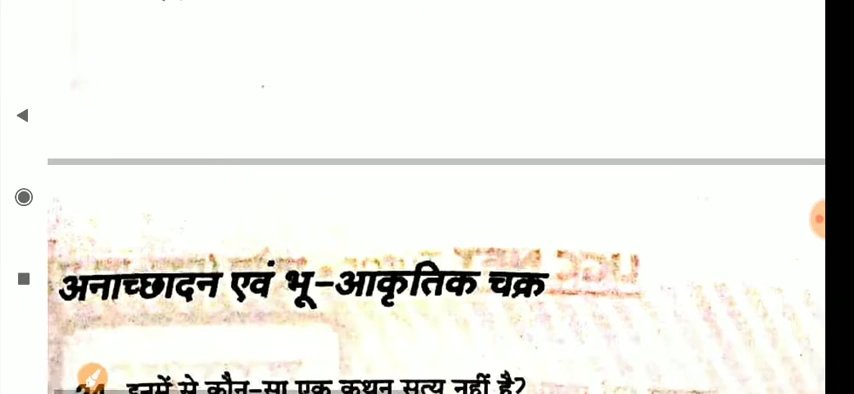 अनाच्छादन एवं भू-आकृतिक चक्र
इनमें से कौन-सा एक कथन सत्य नहीं है?